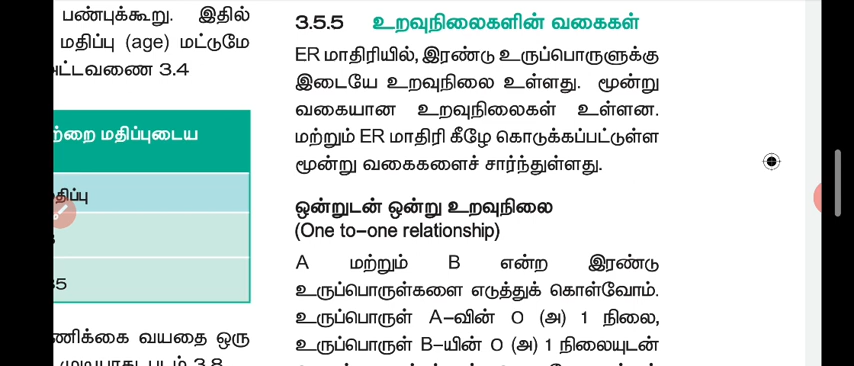 பண்புக்கூறு. இதில்
மதிப்பு (age) மட்டுமே
அட்டவணை 3.4
மதிப்புடைய
மதிப்பு
வயதை ஒரு
படம் 3.8
3.5.5 உறவுநிலைகளின் வகைகள்
ER மாதிரியில், இரண்டு உருப்பொருளுக்கு
இடையே உறவுநிலை உள்ளது. மூன்று
வகையான உறவுநிலைகள் உள்ளன.
மற்றும் ER மாதிரி கீழே கொடுக்கப்பட்டுள்ள
மூன்று வகைகளைச் சார்ந்துள்ளது.
ஒன்றுடன் ஒன்று உறவுநிலை
(One to–one relationship)
A மற்றும் B என்ற இரண்டு
உருப்பொருள்களை எடுத்துக் கொள்வோம்.
உருப்பொருள் A–வின் 0 (அ) 1 நிலை,
உருப்பொருள் B–யின் 0 (அ) 1 நிலையுடன்